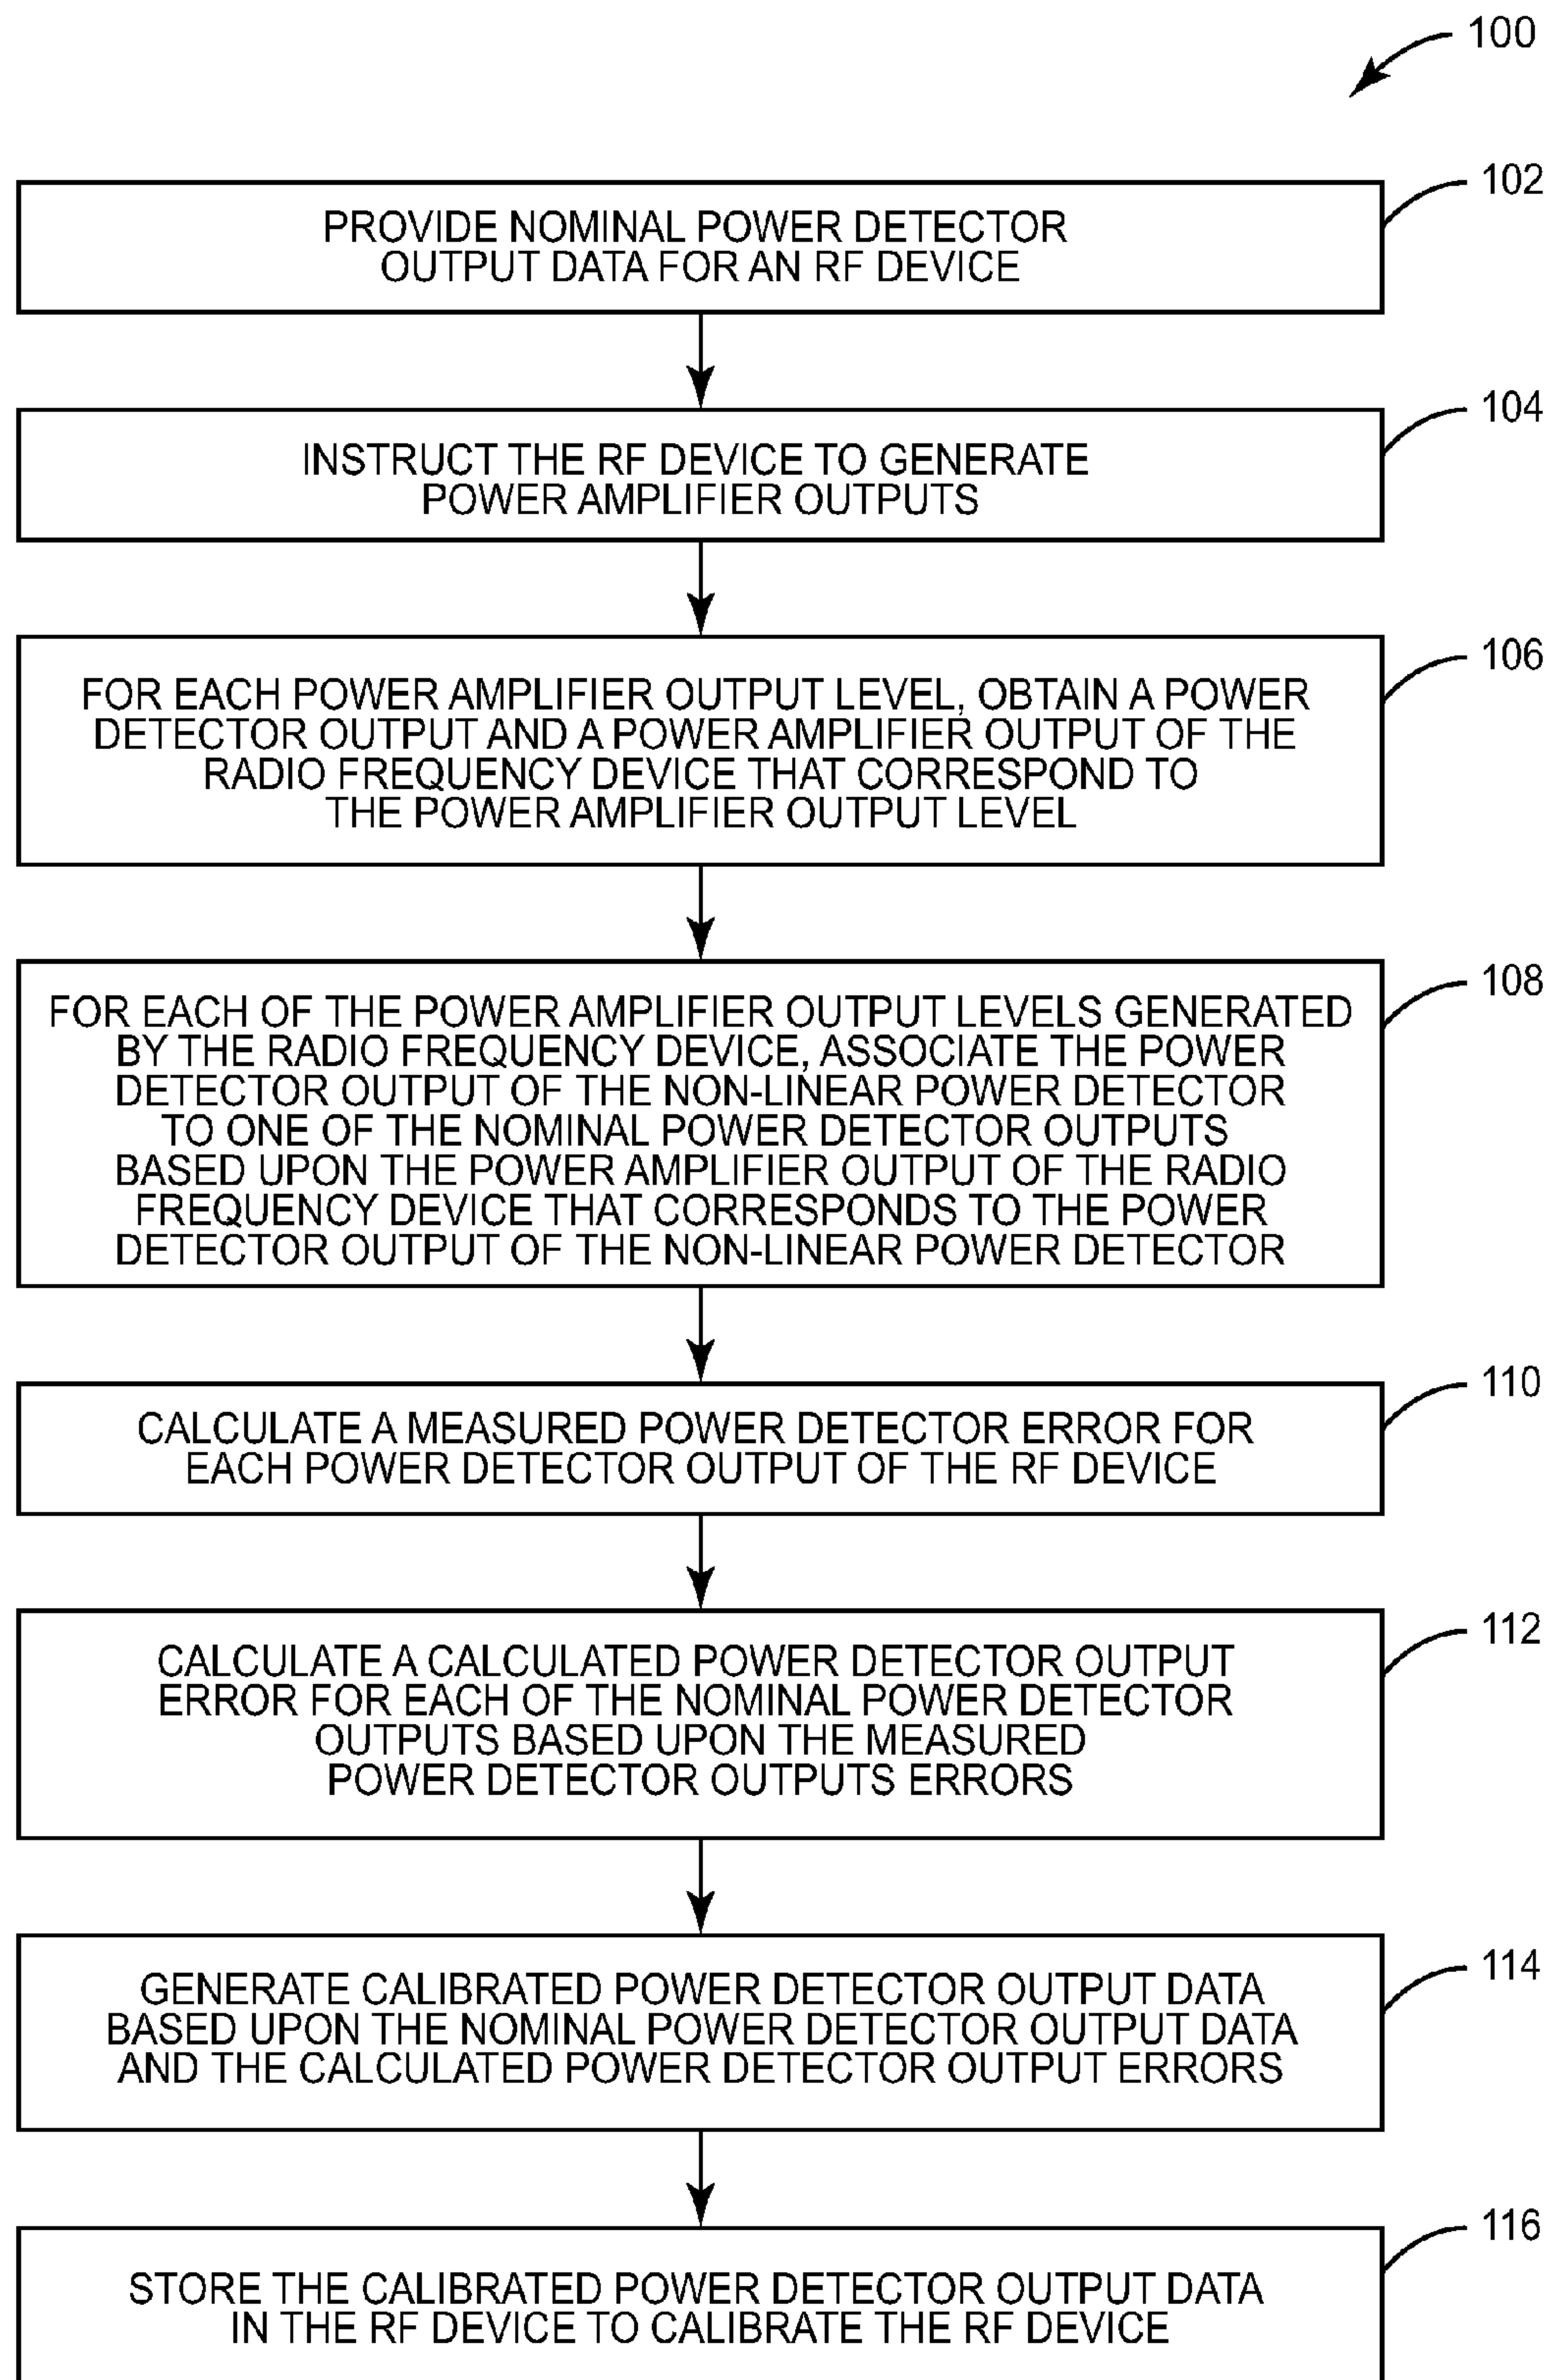 100
102
PROVIDE NOMINAL POWER DETECTOR
OUTPUT DATA FOR AN RF DEVICE
104
INSTRUCT THE RF DEVICE TO GENERATE
POWER AMPLIFIER OUTPUTS
106
FOR EACH POWER AMPLIFIER OUTPUT LEVEL, OBTAIN A POWER
DETECTOR OUTPUT AND A POWER AMPLIFIER OUTPUT OF THE
RADIO FREQUENCY DEVICE THAT CORRESPOND TO
THE POWER AMPLIFIER OUTPUT LEVEL
108
FOR EACH OF THE POWER AMPLIFIER OUTPUT LEVELS GENERATED
BY THE RADIO FREQUENCY DEVICE, ASSOCIATE THE POWER
DETECTOR OUTPUT OF THE NON-LINEAR POWER DETECTOR
TO ONE OF THE NOMINAL POWER DETECTOR OUTPUTS
BASED UPON THE POWER AMPLIFIER OUTPUT OF THE RADIO
FREQUENCY DEVICE THAT CORRESPONDS TO THE POWER
DETECTOR OUTPUT OF THE NON-LINEAR POWER DETECTOR
110
CALCULATE A MEASURED POWER DETECTOR ERROR FOR
EACH POWER DETECTOR OUTPUT OF THE RF DEVICE
112
CALCULATE A CALCULATED POWER DETECTOR OUTPUT
ERROR FOR EACH OF THE NOMINAL POWER DETECTOR
OUTPUTS BASED UPON THE MEASURED
POWER DETECTOR OUTPUTS ERRORS
114
GENERATE CALIBRATED POWER DETECTOR OUTPUT DATA
BASED UPON THE NOMINAL POWER DETECTOR OUTPUT DATA
AND THE CALCULATED POWER DETECTOR OUTPUT ERRORS
116
STORE THE CALIBRATED POWER DETECTOR OUTPUT DATA
IN THE RF DEVICE TO CALIBRATE THE RF DEVICE